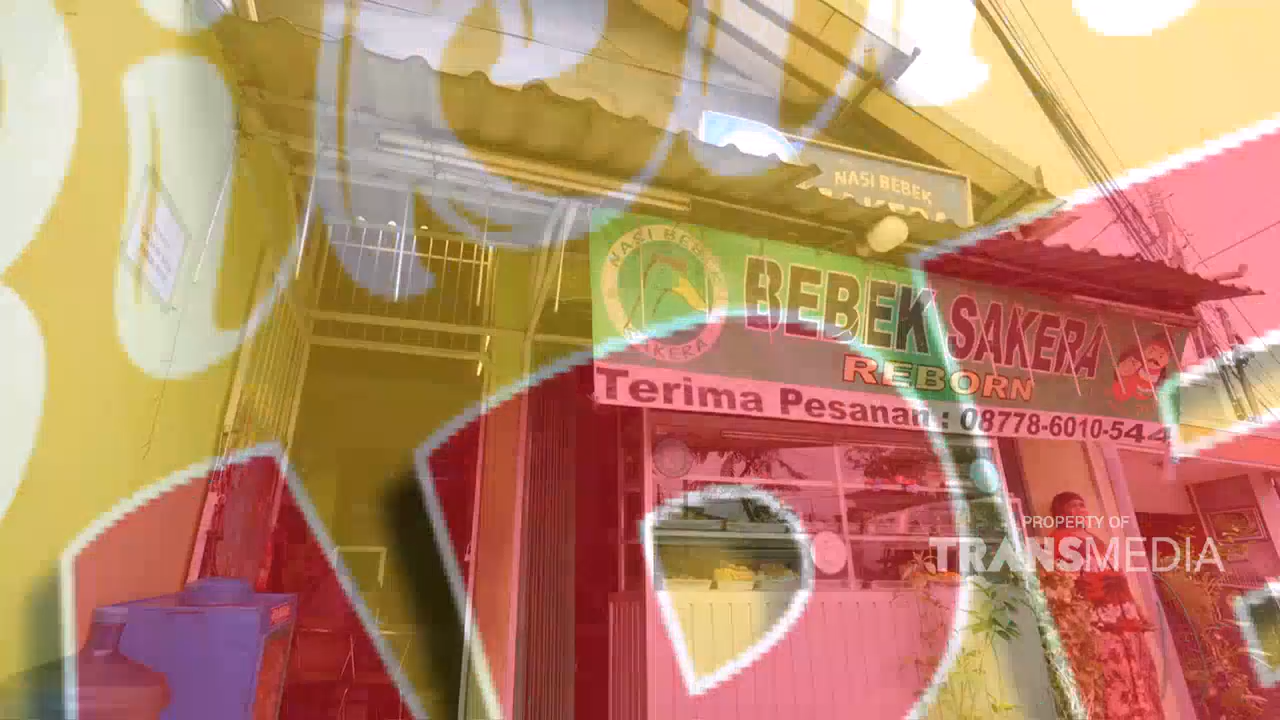 NASI BEBEK
NASI BEBEK
SAKERA
BEBEK SAKERA
REBORN
Terima Pesanan : 08778-6010-544
PROPERTY OF
TRANSMEDIA